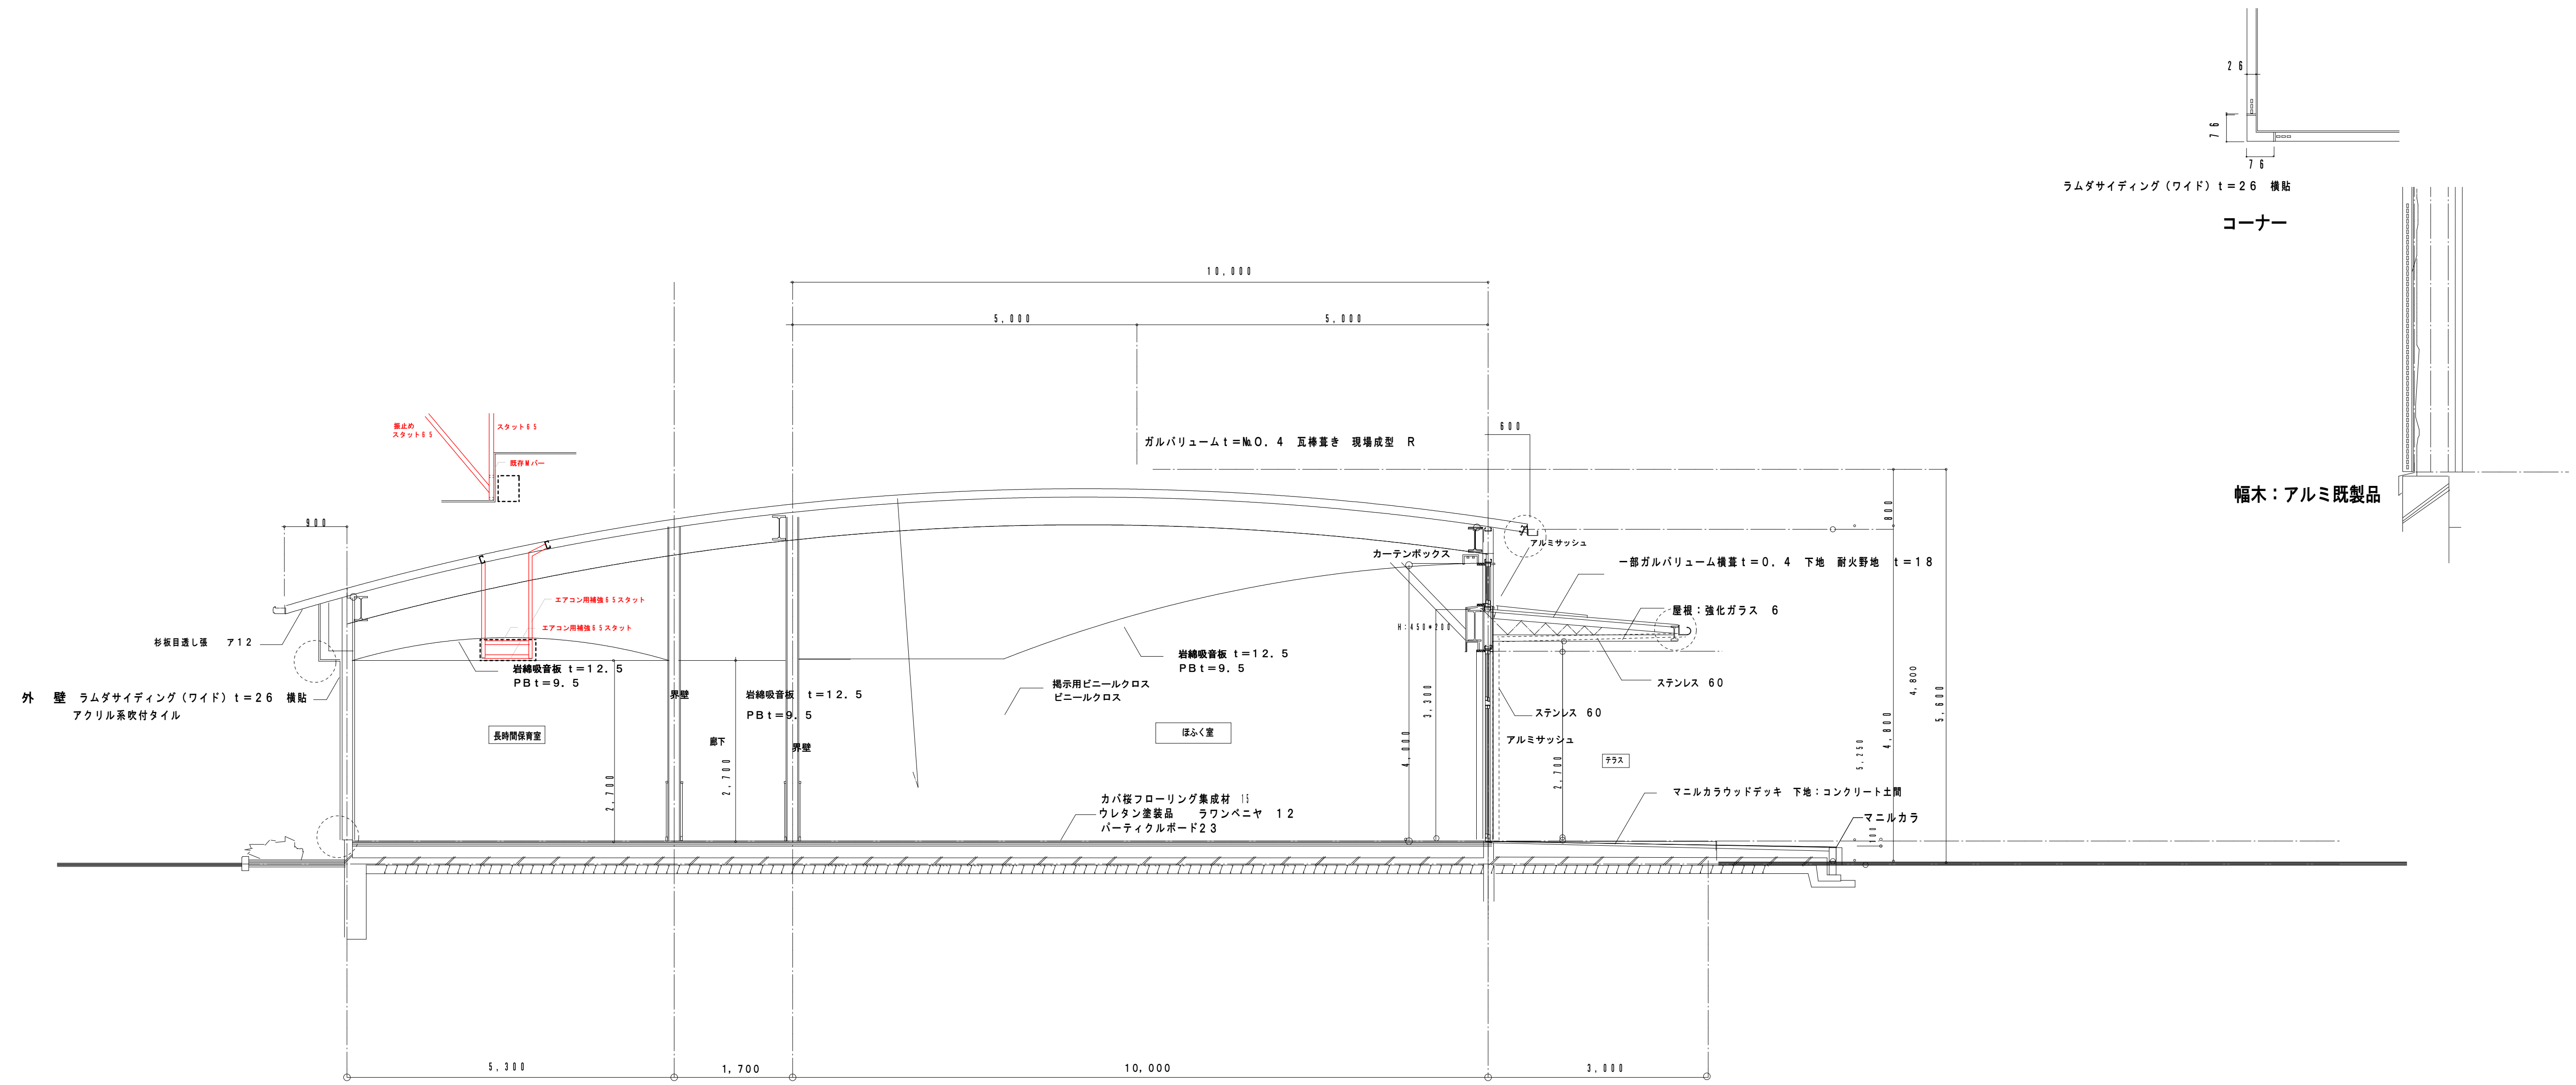 ２６
７６
７６
ラムダサイディング（ワイド）ｔ＝２６　横貼
コーナー
幅木：アルミ既製品
10,000
5,000
5,000
ガルバリュームｔ＝№０．４　瓦棒葺き　現場成型　Ｒ
600
振止め
スタット６５
スタット６５
既存Ｍバー
900
800
アルミサッシュ
カーテンボックス
一部ガルバリューム横葺ｔ＝０．４　下地　耐火野地　ｔ＝１８
エアコン用補強６５スタット
エアコン用補強６５スタット
屋根：強化ガラス　６
Ｈ：４５０＊２００
杉板目透し張　ア１２
岩綿吸音板 ｔ＝１２．５
ＰＢｔ＝９．５
岩綿吸音板 ｔ＝１２．５
ＰＢｔ＝９．５
掲示用ビニールクロス
ビニールクロス
ステンレス　６０
4,800
5,600
外　壁　ラムダサイディング（ワイド）ｔ＝２６　横貼
アクリル系吹付タイル
界壁
岩綿吸音板　ｔ＝１２．５
ＰＢｔ＝９．５
3,300
ステンレス　６０
長時間保育室
廊下
界壁
ほふく室
アルミサッシュ
4,800
4,000
5,250
テラス
2,700
2,700
2,700
カバ桜フローリング集成材　15
ウレタン塗装品　　ラワンベニヤ　１２
パーティクルボード２３
マニルカラウッドデッキ　下地：コンクリート土間
マニルカラ
100
5,300
1,700
10,000
3,000